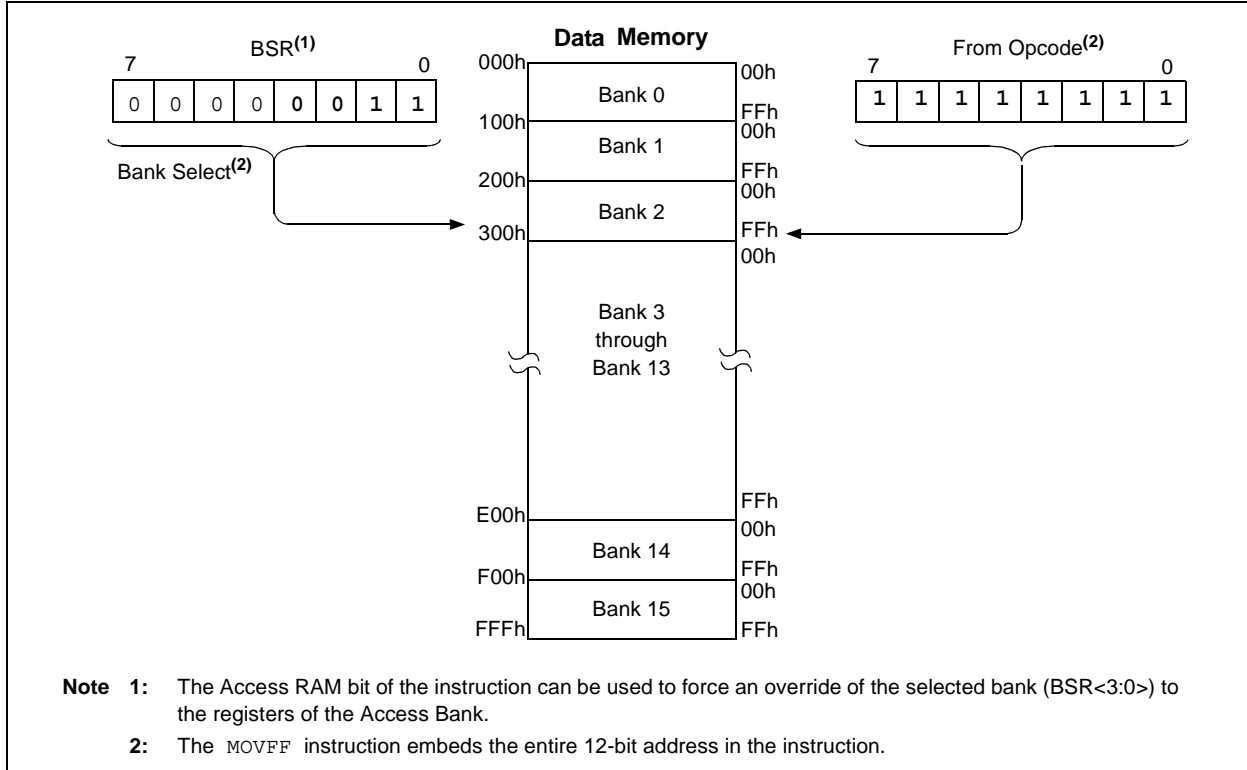 Data Memory
BSR(1)
7 0
0 0 0 0 0 0 1 1
Bank Select(2)
From Opcode(2)
7 0
1 1 1 1 1 1 1 1
000h
Bank 0
00h
FFh
100h
Bank 1
00h
FFh
200h
Bank 2
00h
FFh
300h
00h
Bank 3
through
Bank 13
FFh
E00h
Bank 14
00h
FFh
F00h
Bank 15
00h
FFFh
FFh
Note 1: The Access RAM bit of the instruction can be used to force an override of the selected bank (BSR<3:0>) to
the registers of the Access Bank.
2: The MOVFF instruction embeds the entire 12-bit address in the instruction.